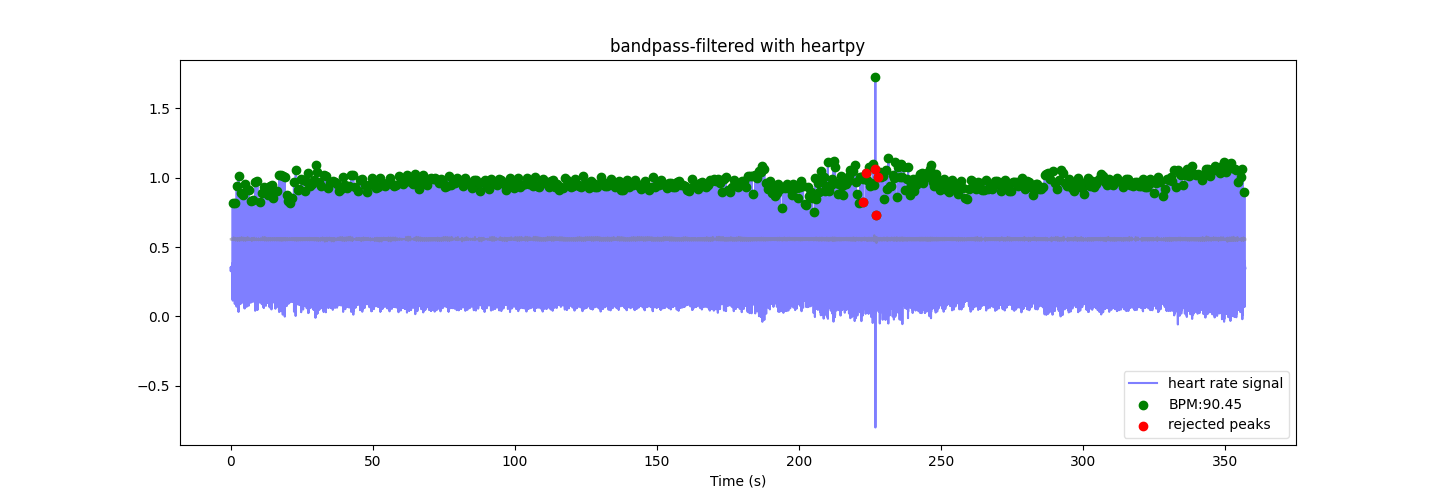 bandpass-filtered with heartpy
1.5
1.0
0.5
0.0
−0.5
heart rate signal
BPM:90.45
rejected peaks
0 50 100 150 200 250 300 350
Time (s)